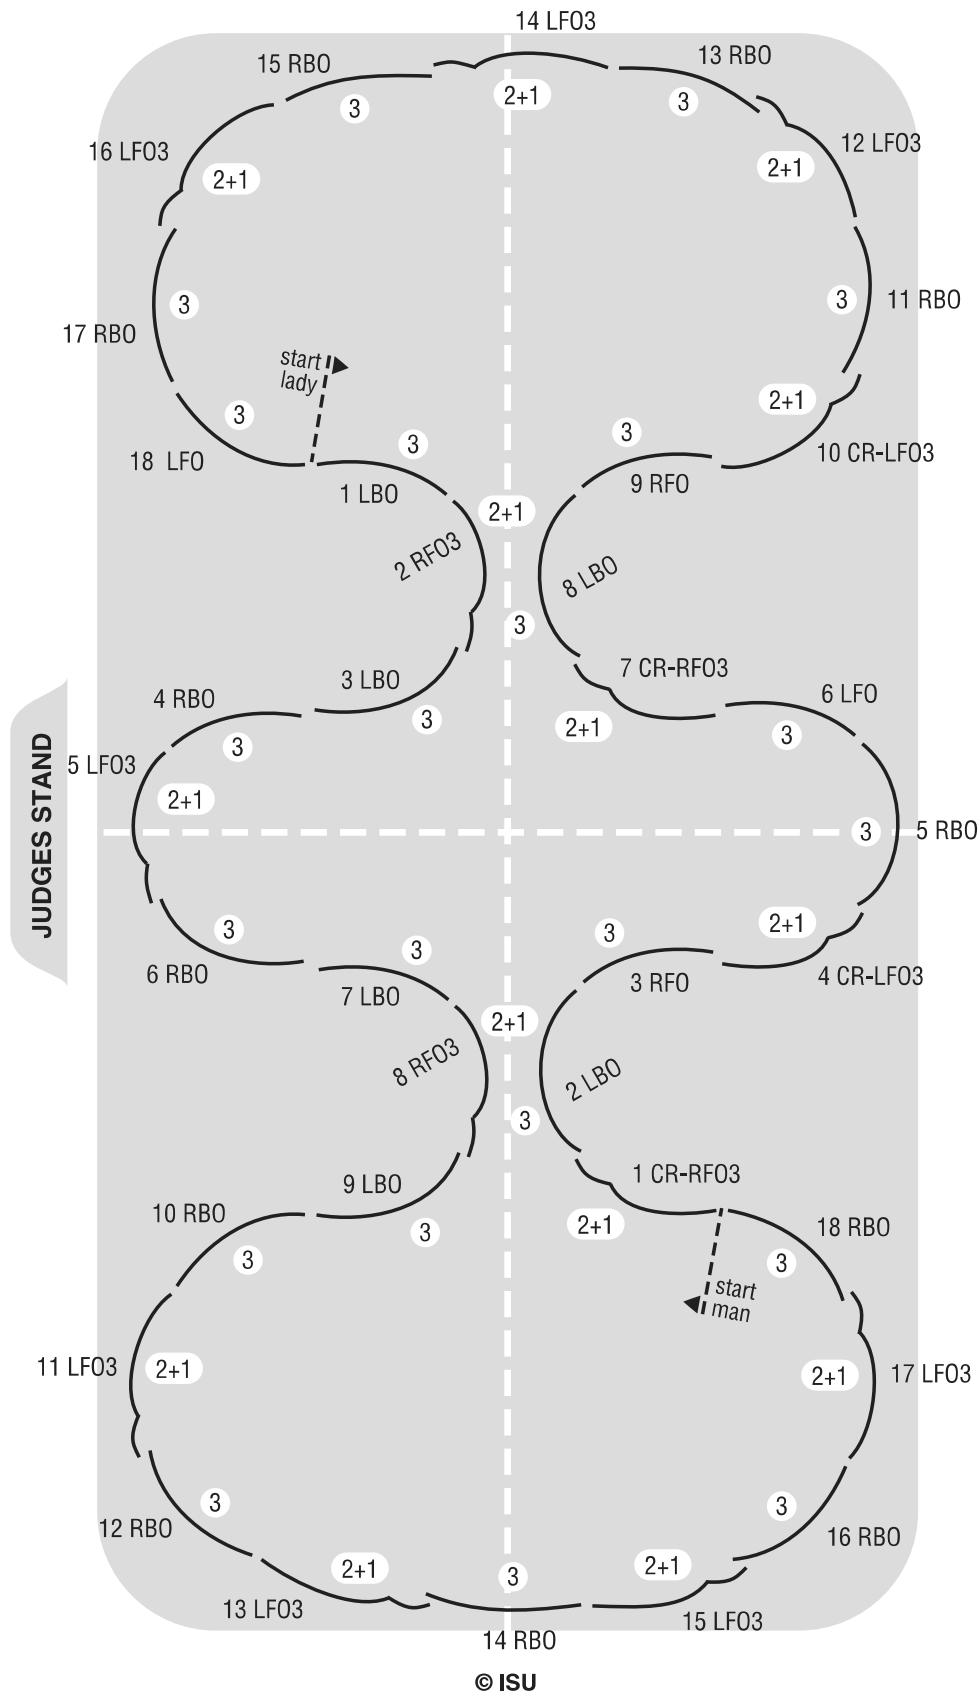 14 LFO3
15 RBO
13 RBO
3
2+1
3
16 LFO3
12 LFO3
2+1
2+1
17 RBO
3
3
11 RBO
start
lady
3
3
3
2+1
18 LFO
1 LBO
9 RFO
10 CR-LFO3
2+1
2 RFO3
8 LBO
3
4 RBO
3 LBO
7 CR-RFO3
6 LFO
3
3
2+1
3
5 LFO3
2+1
JUDGES STAND
3
5 RBO
3
3
3
2+1
6 RBO
7 LBO
3 RFO
4 CR-LFO3
2+1
8 RFO3
2 LBO
3
10 RBO
9 LBO
1 CR-RFO3
18 RBO
3
3
2+1
3
start
man
11 LFO3
2+1
2+1
17 LFO3
3
3
12 RBO
16 RBO
2+1
3
2+1
13 LFO3
14 RBO
15 LFO3
© ISU